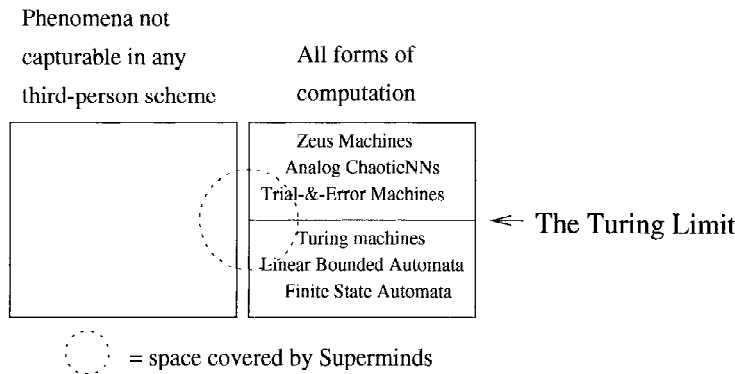 Phenomena not
capturable in any
third-person scheme
All forms of
computation
Zeus Machines
Analog ChaoticNNs
Trial-&-Error Machines
The Turing Limit
Turing machines
Linear Bounded Automata
Finite State Automata
= space covered by Superminds